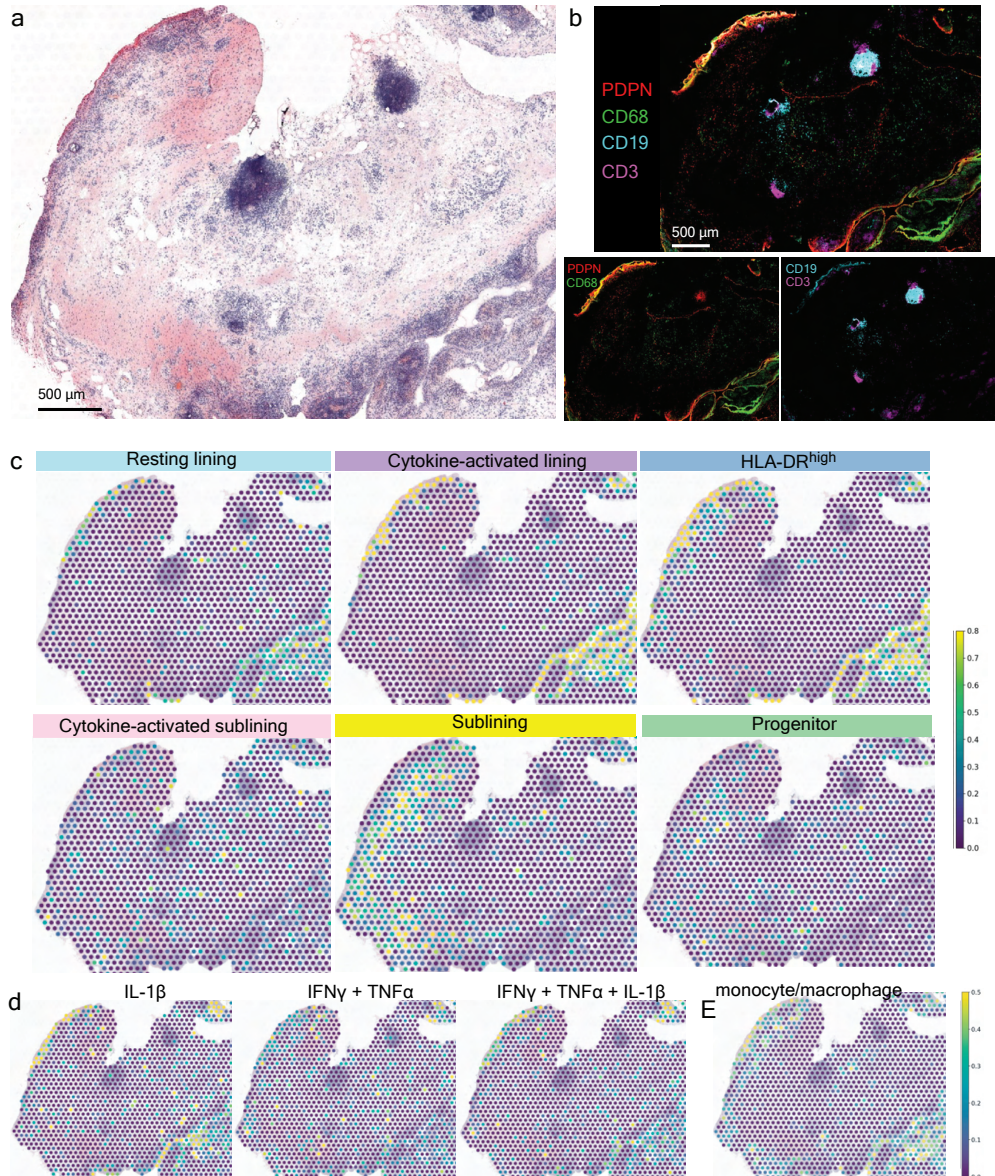 a
500 µm
b
PDPN
CD68
CD19
CD3
500 µm
PDPN
CD68
CD19
CD3
c
Resting lining
Cytokine-activated lining
HLA-DRhigh
Cytokine-activated sublining
Sublining
Progenitor
0.8
0.7
0.6
0.5
0.4
0.3
0.2
0.1
0.0
d
IL-1β
IFNγ + TNFα
IFNγ + TNFα + IL-1β
E
monocyte/macrophage
0.5
0.4
0.3
0.2
0.1
0.0